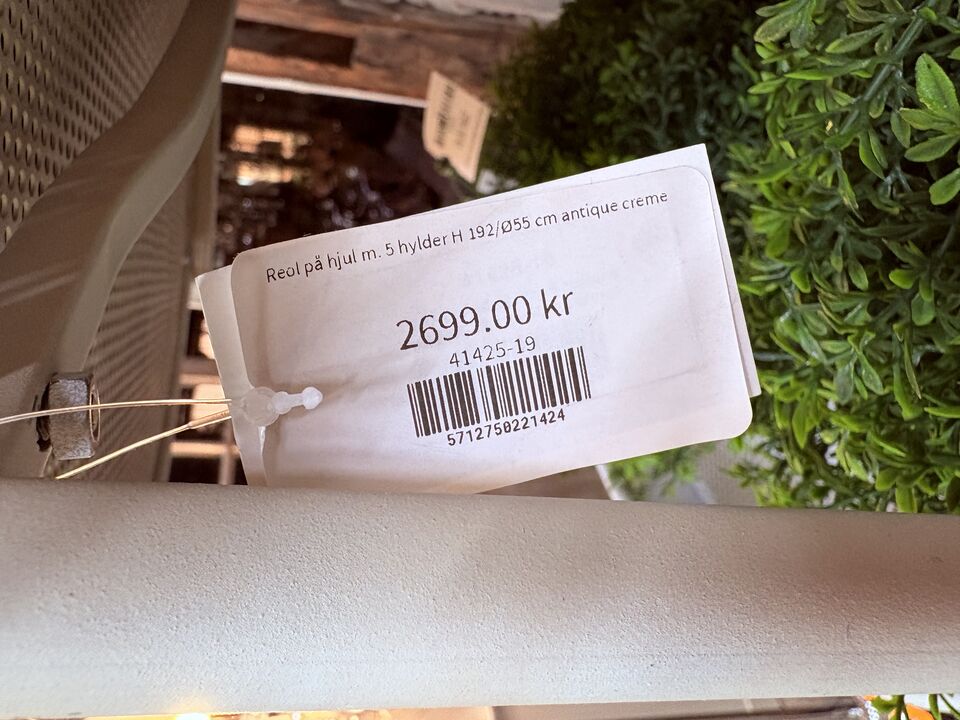 Reol på hjul m. 5 hylder H 192/Ø55 cm antique creme
2699.00 kr
41425-19
5712750221424